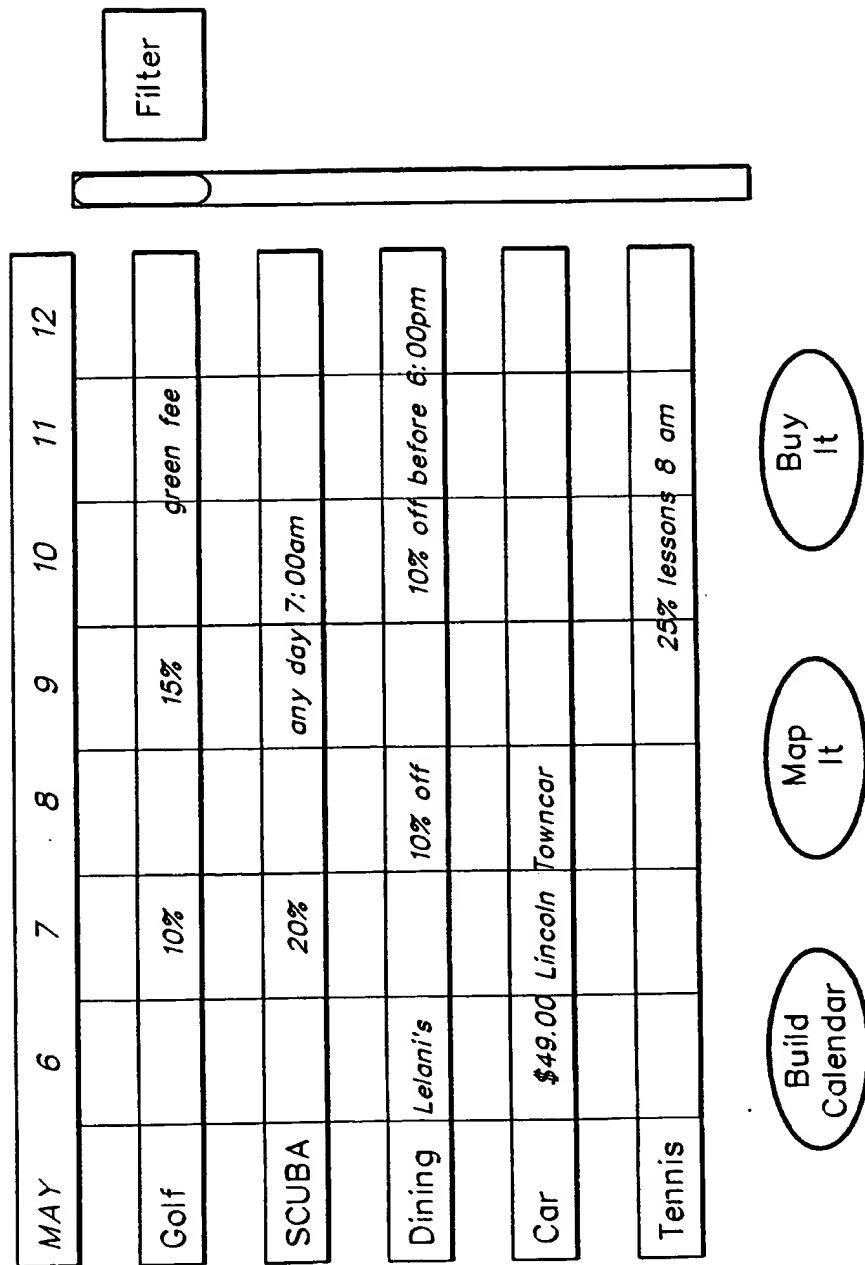 MAY 6 7 8 9 10 11 12
Golf 10% 15% green fee
SCUBA 20% any day 7:00am
Dining Lelani's 10% off 10% off before 6:00pm
Car $49.00 Lincoln Towncar
Tennis 25% lessons 8 am
Filter
Build
Calendar
Map
It
Buy
It